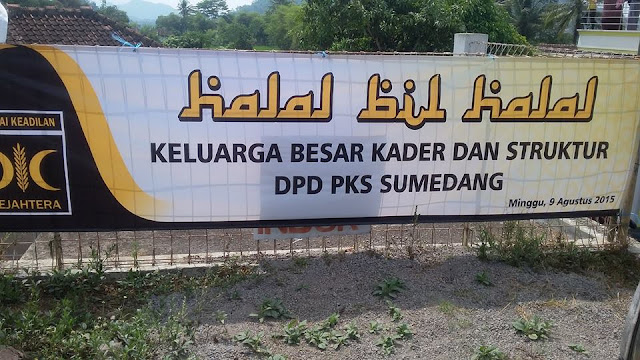 halal bil halal
KELUARGA BESAR KADER DAN STRUKTUR
DPD PKS SUMEDANG
Minggu, 9 Agustus 2015
AI KEADILAN
EJAHTERA